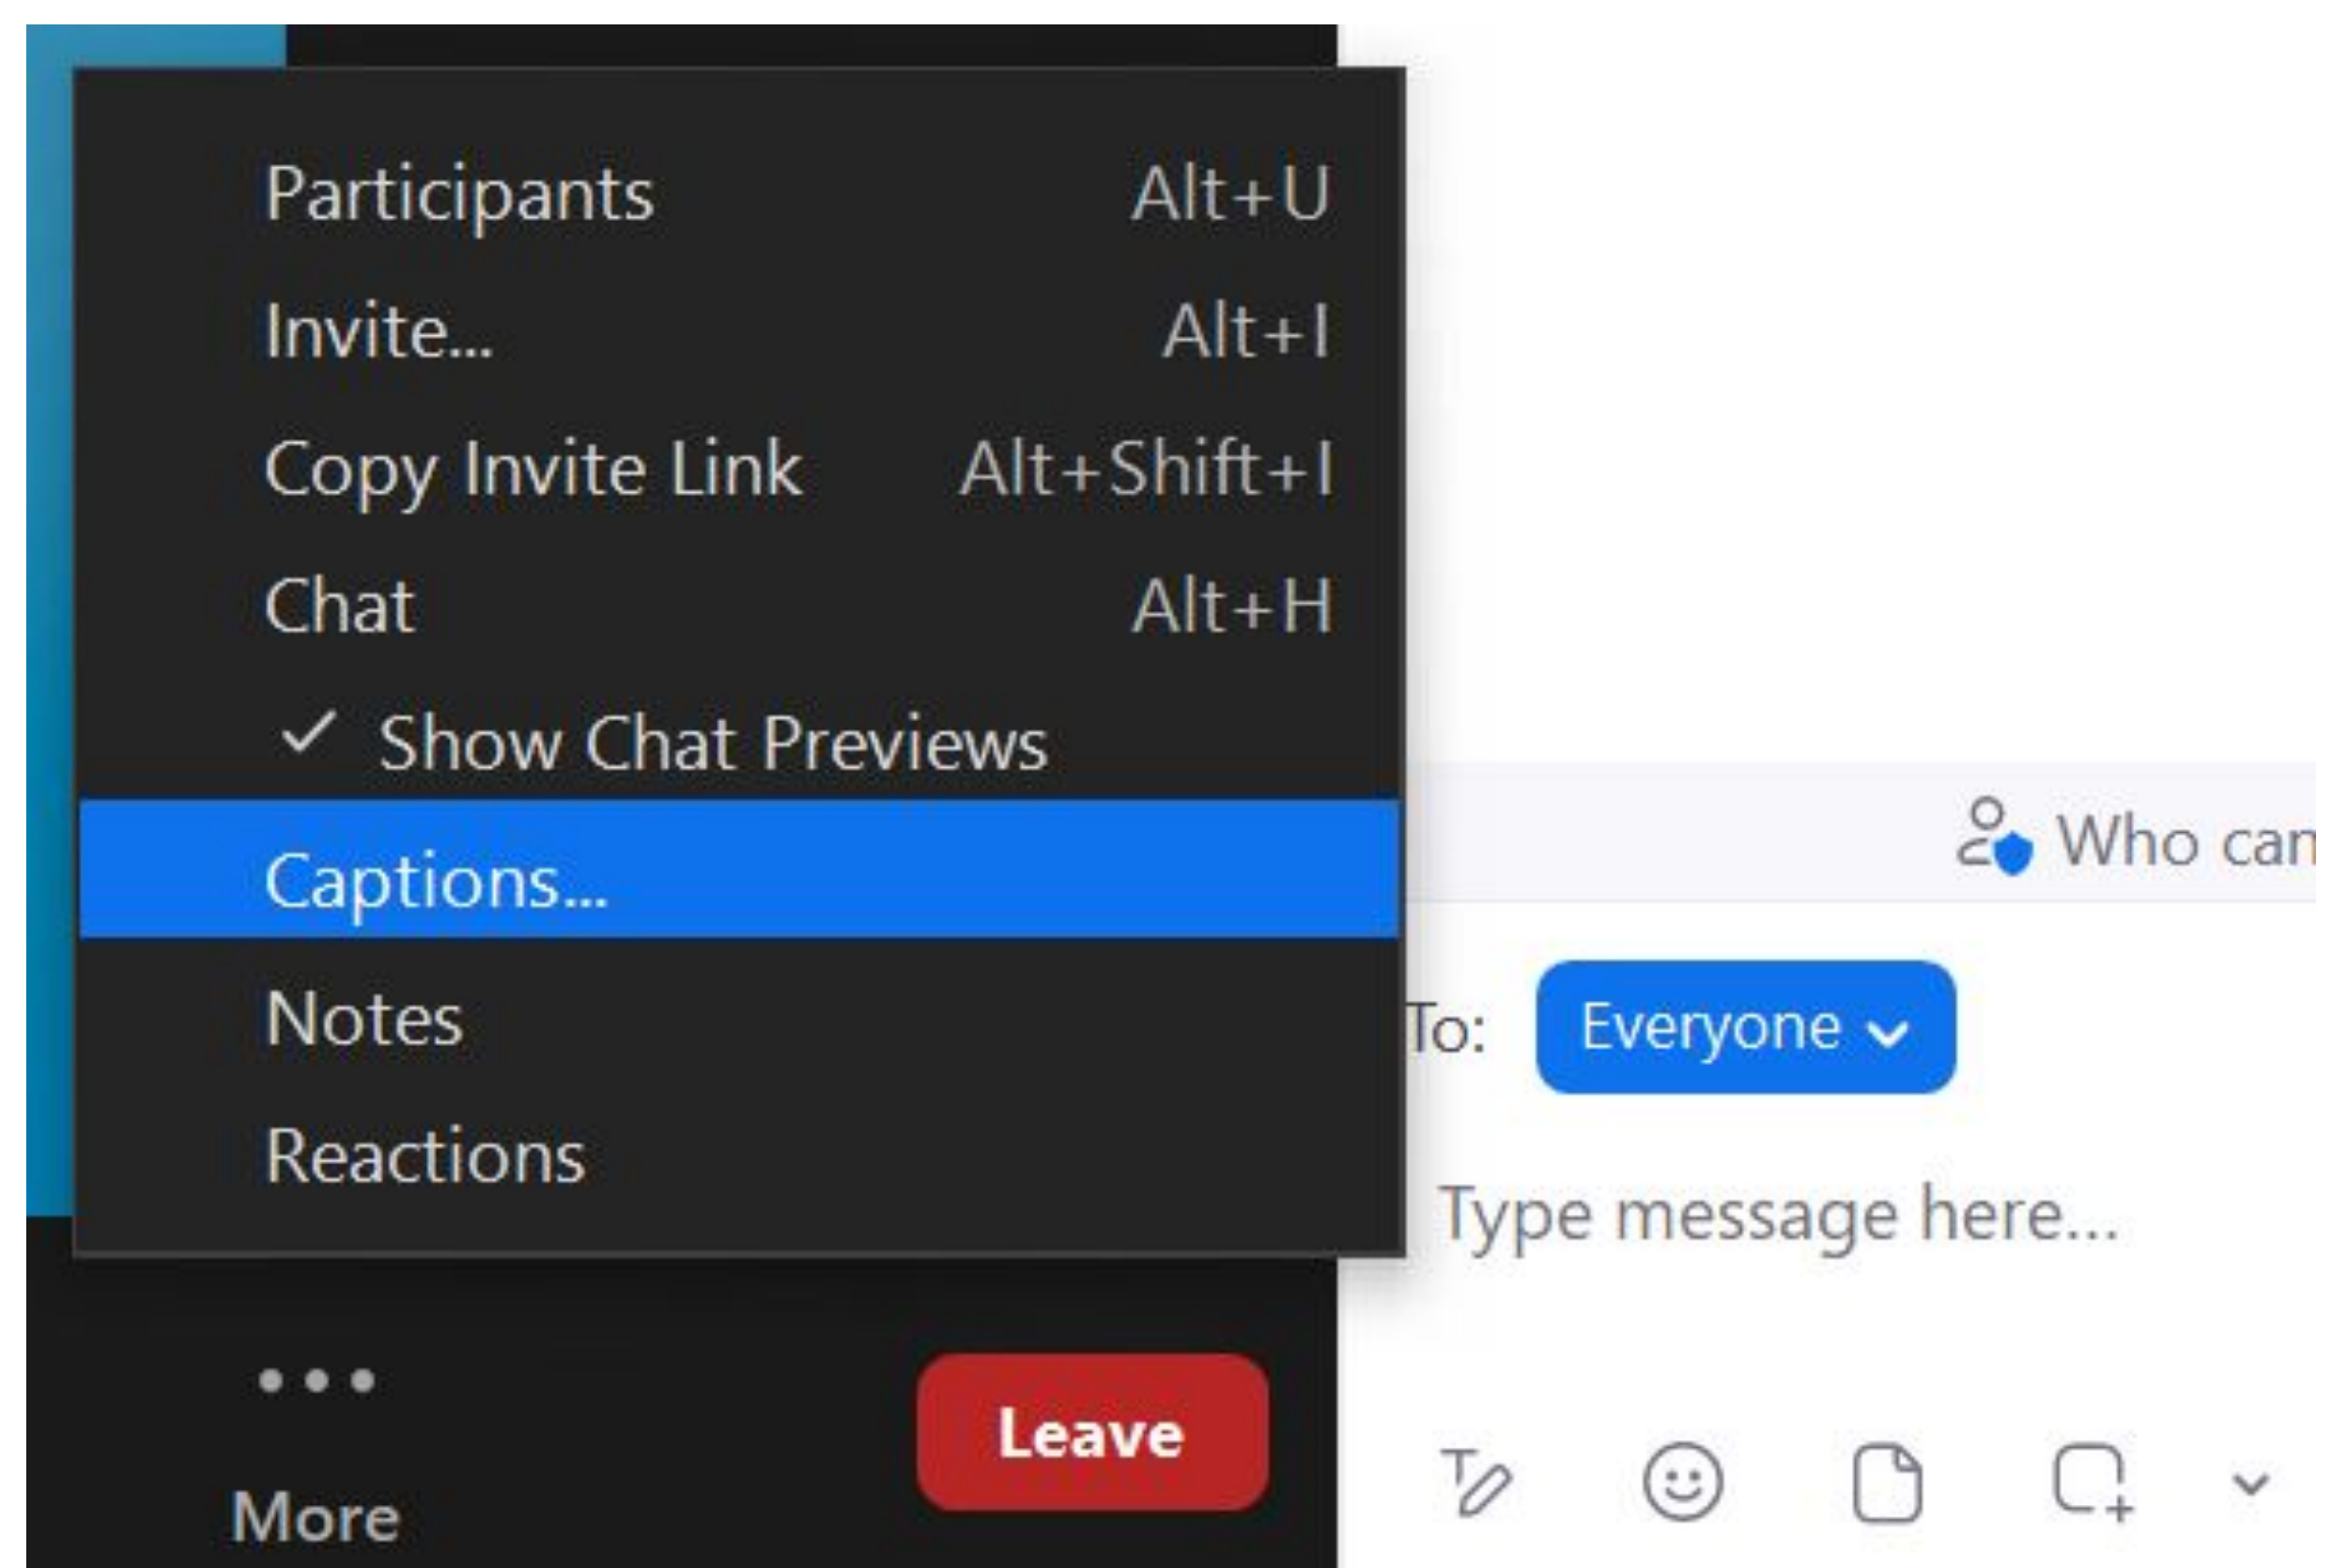 Participants Alt+U
Invite... Alt+I
Copy Invite Link Alt+Shift+I
Chat Alt+H
Show Chat Previews
Captions...
Notes
Reactions
More
Leave
Who can
To: Everyone
Type message here...